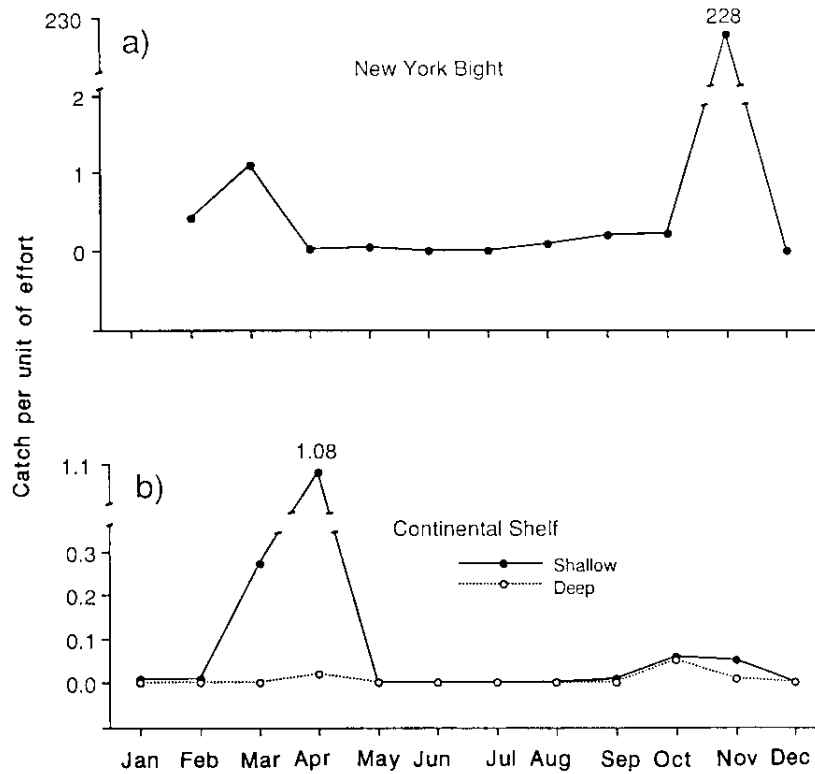 230
a)
228
New York Bight
2
1
0
Catch per unit of effort
1.08
1.1
b)
Continental Shelf
0.3
Shallow
Deep
0.2
0.1
0.0
Jan Feb Mar Apr May Jun Jul Aug Sep Oct Nov Dec